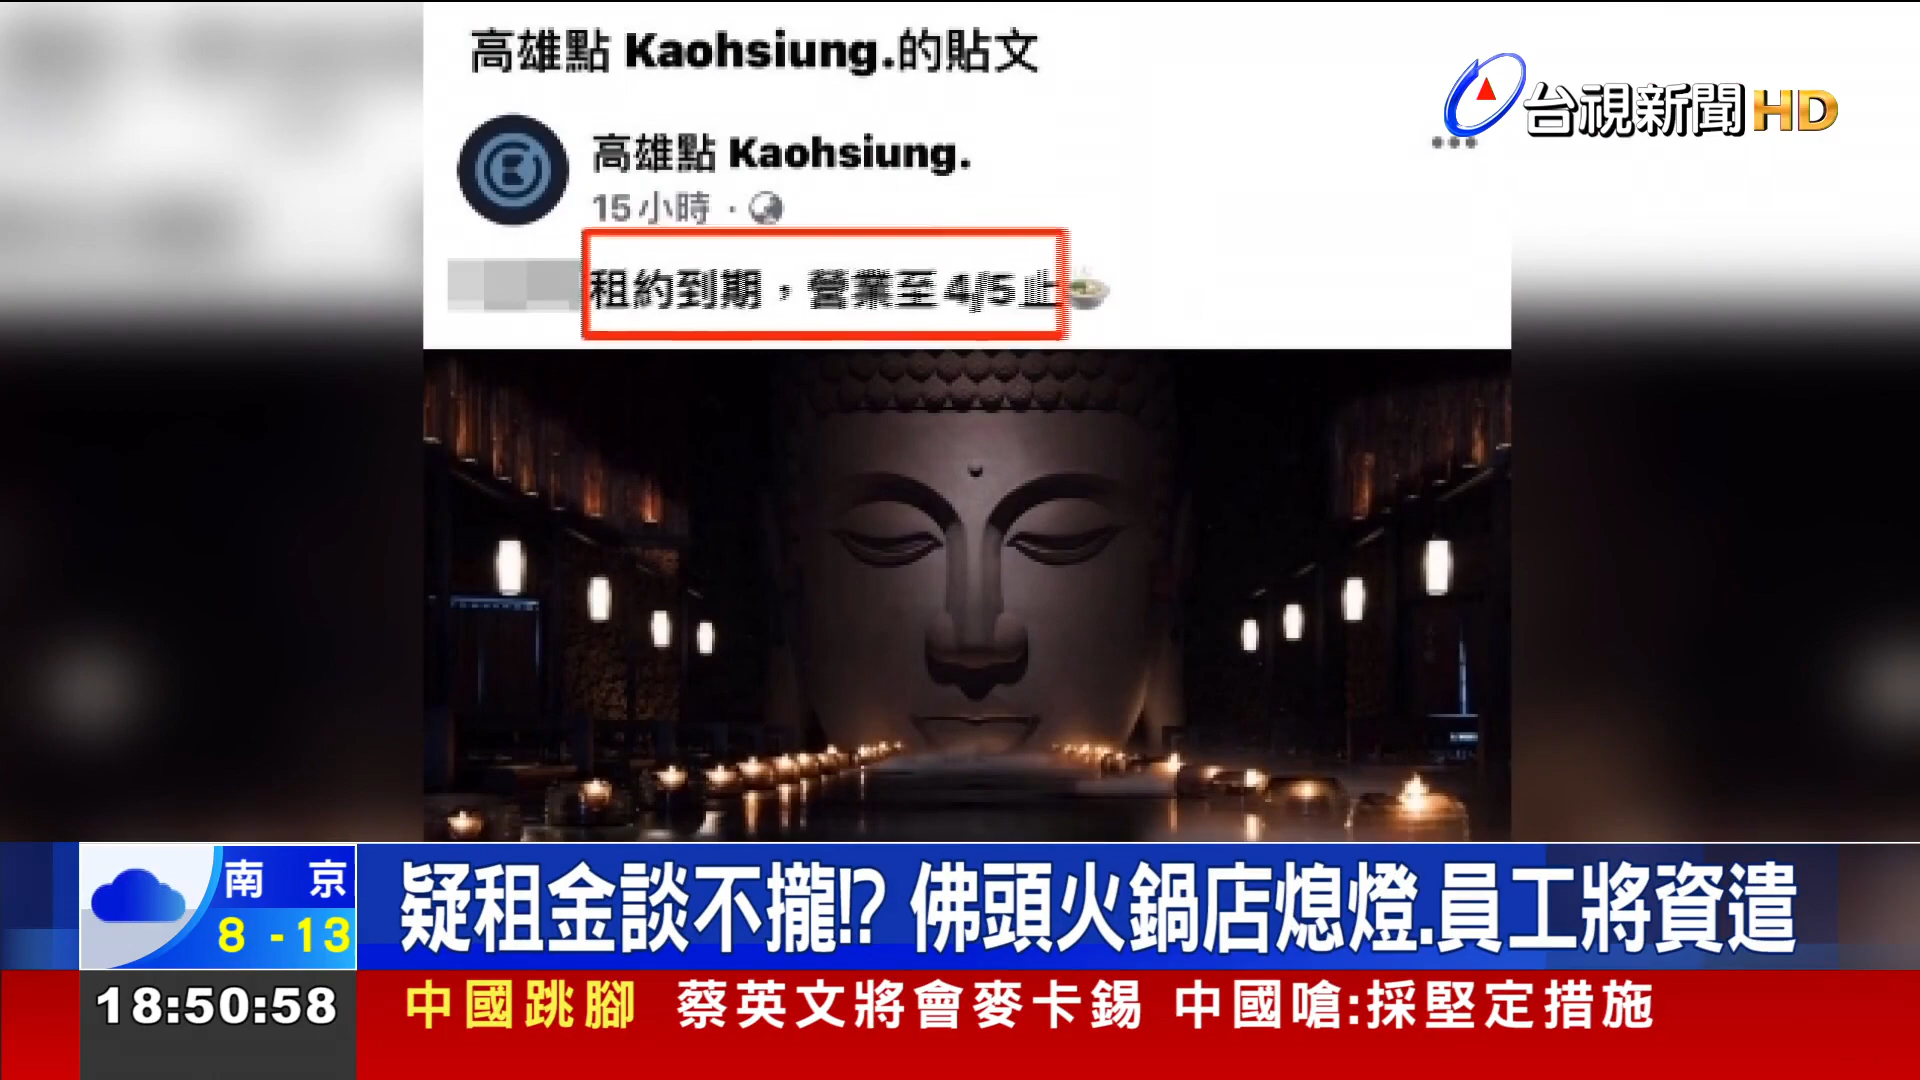 高雄點 Kaohsiung.的貼文
台視新聞HD
高雄點 Kaohsiung.
15小時 ·
租約到期，營業至4/5止
南 京
8 - 13
疑租金談不攏!? 佛頭火鍋店熄燈.員工將資遣
18:50:58
中國跳腳 蔡英文將會麥卡錫 中國嗆:採堅定措施